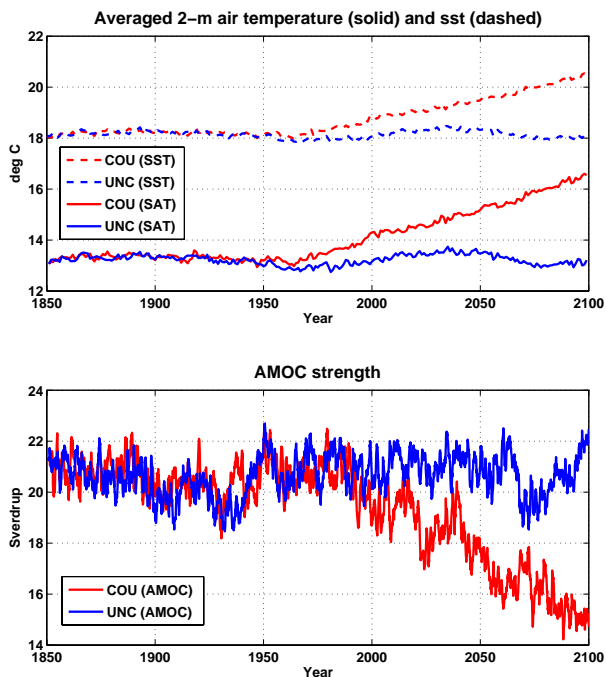 Averaged 2−m air temperature (solid) and sst (dashed)
22
20
18
16
14
12
deg C
COU (SST)
UNC (SST)
COU (SAT)
UNC (SAT)
1850 1900 1950 2000 2050 2100
Year
AMOC strength
24
22
20
18
16
14
Sverdrup
COU (AMOC)
UNC (AMOC)
1850 1900 1950 2000 2050 2100
Year